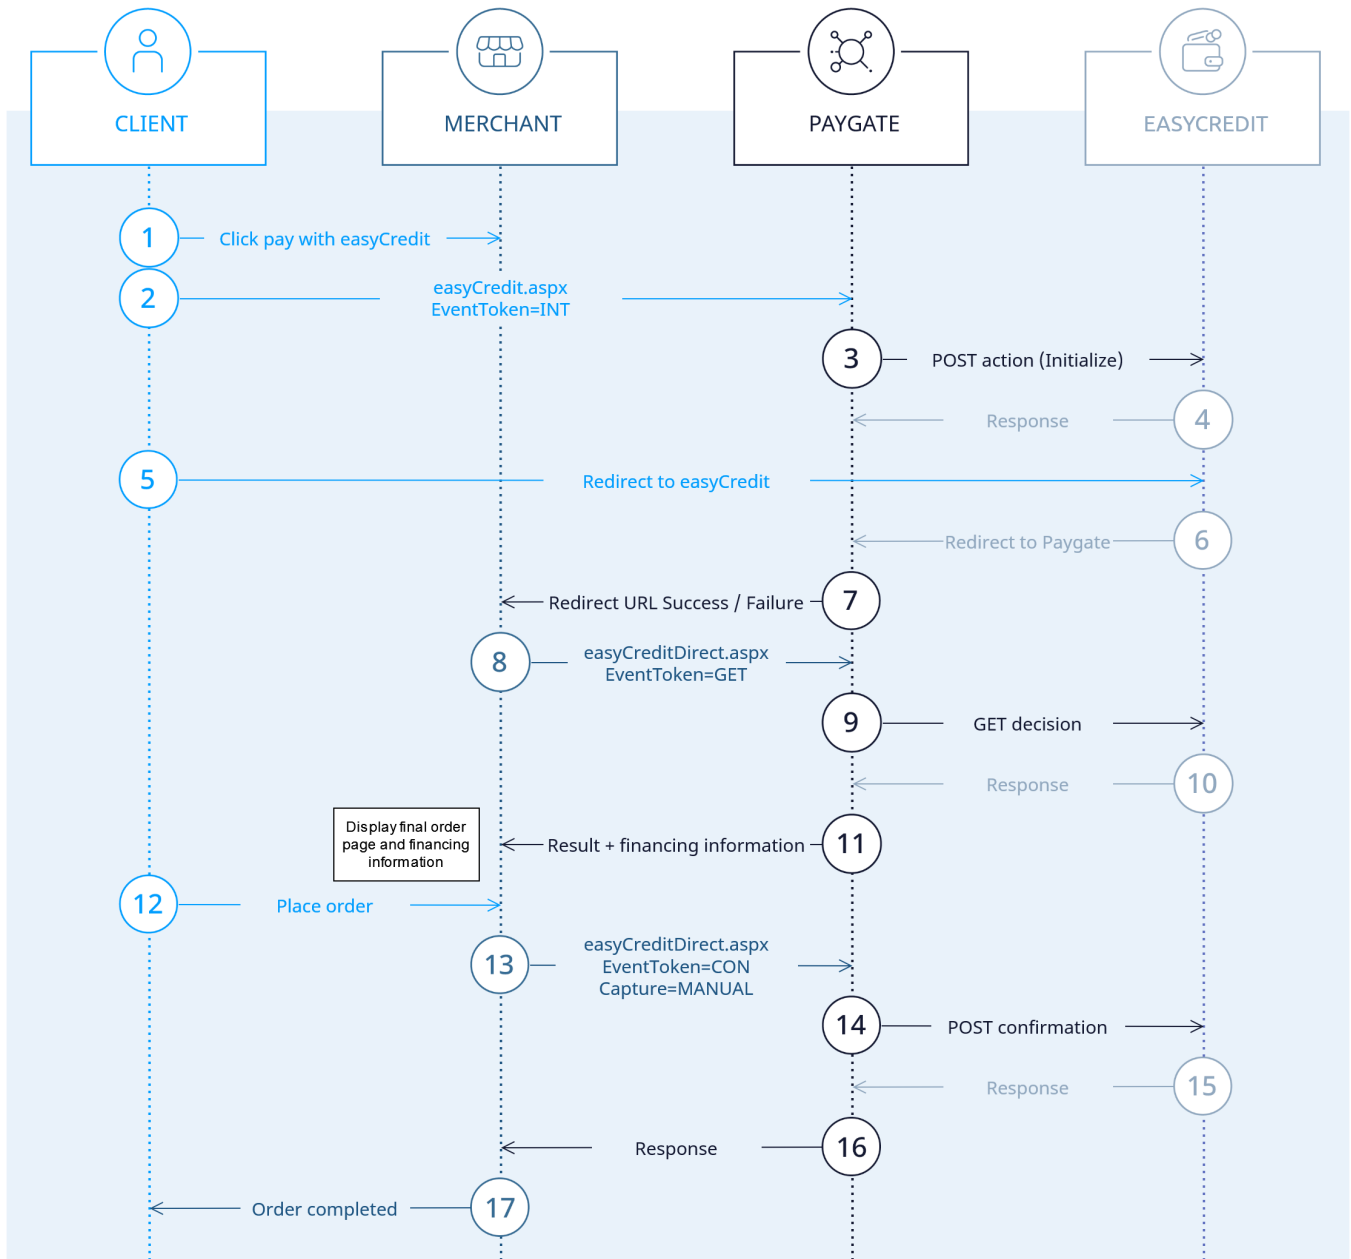 CLIENT
MERCHANT
PAYGATE
EASYCREDIT
1
Click pay with easyCredit
2
easyCredit.aspx
EventToken=INT
3
POST action (Initialize)
Response
4
5
Redirect to easyCredit
Redirect to Paygate
6
Redirect URL Success / Failure
7
8
easyCreditDirect.aspx
EventToken=GET
9
GET decision
Response
10
Display final order
page and financing
information
Result + financing information
11
12
Place order
13
easyCreditDirect.aspx
EventToken=CON
Capture=MANUAL
14
POST confirmation
Response
15
Response
16
Order completed
17